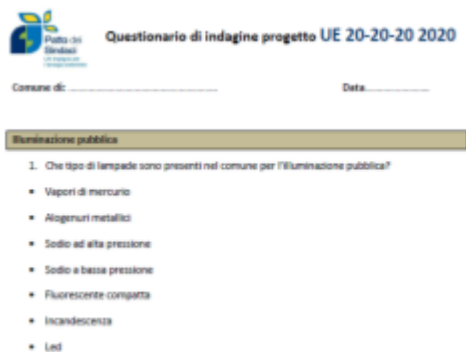 Patto dei
Sindaci
Questionario di indagine progetto UE 20-20-20 2020
Comune di: ...............................................
Data....................
Illuminazione pubblica
1. Che tipo di lampade sono presenti nel comune per l'illuminazione pubblica?
• Vapori di mercurio
• Alogenuri metallici
• Sodio ad alta pressione
• Sodio a bassa pressione
• Fluorescente compatta
• Incandescenza
• Led